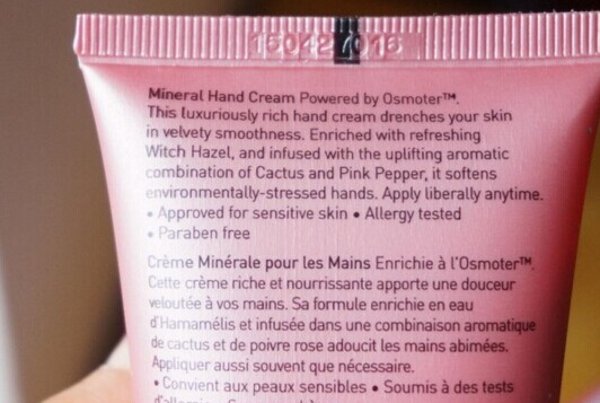 Mineral Hand Cream Powered by Osmoter™.
This luxuriously rich hand cream drenches your skin
in velvety smoothness. Enriched with refreshing
Witch Hazel, and infused with the uplifting aromatic
combination of Cactus and Pink Pepper, it softens
environmentally-stressed hands. Apply liberally anytime.
• Approved for sensitive skin • Allergy tested
• Paraben free
Crème Minérale pour les Mains Enrichie à l'Osmoter™.
Cette crème riche et nourrissante apporte une douceur
veloutée à vos mains. Sa formule enrichie en eau
d'Hamamélis et infusée dans une combinaison aromatique
de cactus et de poivre rose adoucit les mains abimées.
Appliquer aussi souvent que nécessaire.
• Convient aux peaux sensibles • Soumis à des tests